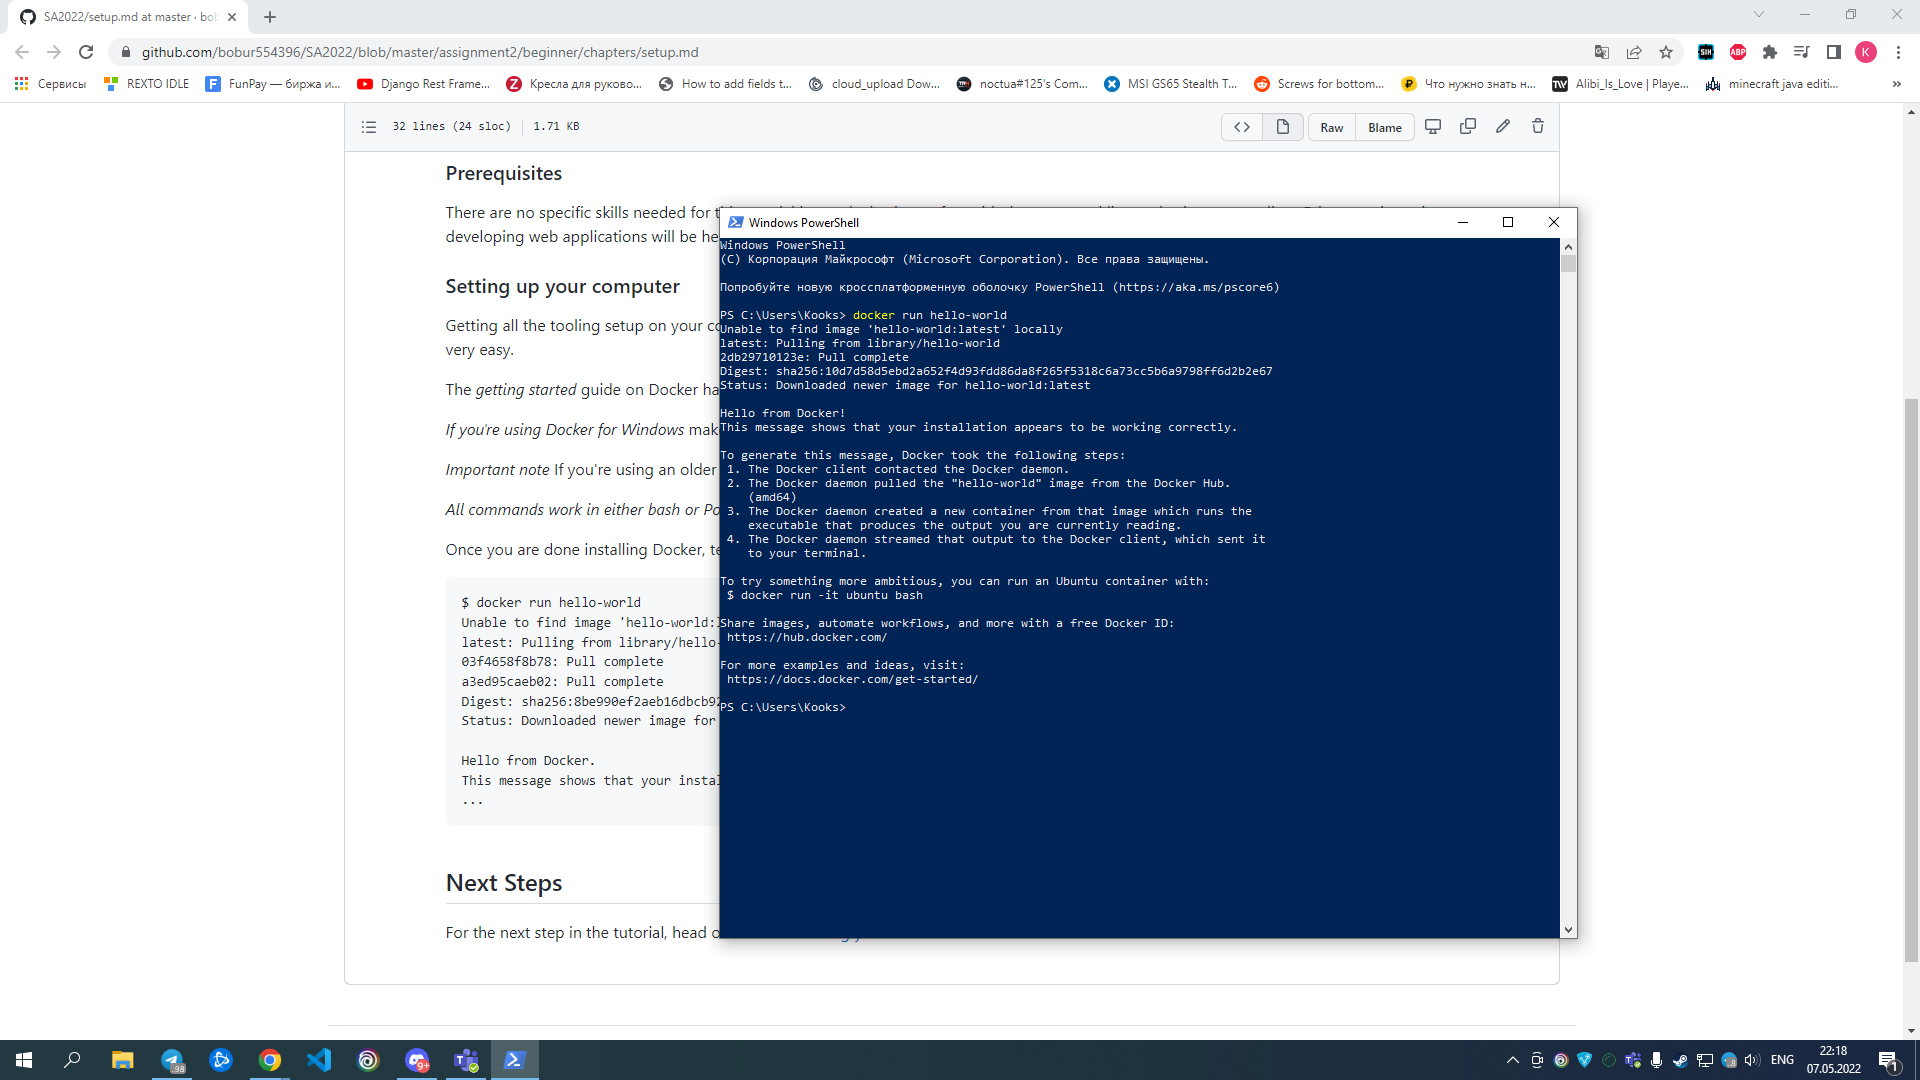 SA2022/setup.md at master · bob
github.com/bobur554396/SA2022/blob/master/assignment2/beginner/chapters/setup.md
Сервисы
REXTO IDLE
FunPay — биржа и...
Django Rest Frame...
Кресла для руково...
How to add fields t...
cloud_upload Dow...
noctua#125's Com...
MSI GS65 Stealth T...
Screws for bottom...
Что нужно знать н...
Alibi_Is_Love | Playe...
minecraft java editi...
»
32 lines (24 sloc) 1.71 KB
Raw Blame
Prerequisites
There are no specific skills needed for
developing web applications will be he
Setting up your computer
Getting all the tooling setup on your co
very easy.
The getting started guide on Docker ha
If you're using Docker for Windows mak
Important note If you're using an older
All commands work in either bash or Po
Once you are done installing Docker, te
$ docker run hello-world
Unable to find image 'hello-world:l
latest: Pulling from library/hello-
03f4658f8b78: Pull complete
a3ed95caeb02: Pull complete
Digest: sha256:8be990ef2aeb16dbcb92
Status: Downloaded newer image for
Hello from Docker.
This message shows that your instal
...
Next Steps
For the next step in the tutorial, head o
Windows PowerShell
Windows PowerShell
(C) Корпорация Майкрософт (Microsoft Corporation). Все права защищены.
Попробуйте новую кроссплатформенную оболочку PowerShell (https://aka.ms/pscore6)
PS C:\Users\Kooks> docker run hello-world
Unable to find image 'hello-world:latest' locally
latest: Pulling from library/hello-world
2db29710123e: Pull complete
Digest: sha256:10d7d58d5ebd2a652f4d93fdd86da8f265f5318c6a73cc5b6a9798ff6d2b2e67
Status: Downloaded newer image for hello-world:latest
Hello from Docker!
This message shows that your installation appears to be working correctly.
To generate this message, Docker took the following steps:
1. The Docker client contacted the Docker daemon.
2. The Docker daemon pulled the "hello-world" image from the Docker Hub.
(amd64)
3. The Docker daemon created a new container from that image which runs the
executable that produces the output you are currently reading.
4. The Docker daemon streamed that output to the Docker client, which sent it
to your terminal.
To try something more ambitious, you can run an Ubuntu container with:
$ docker run -it ubuntu bash
Share images, automate workflows, and more with a free Docker ID:
https://hub.docker.com/
For more examples and ideas, visit:
https://docs.docker.com/get-started/
PS C:\Users\Kooks>
ENG
22:18
07.05.2022